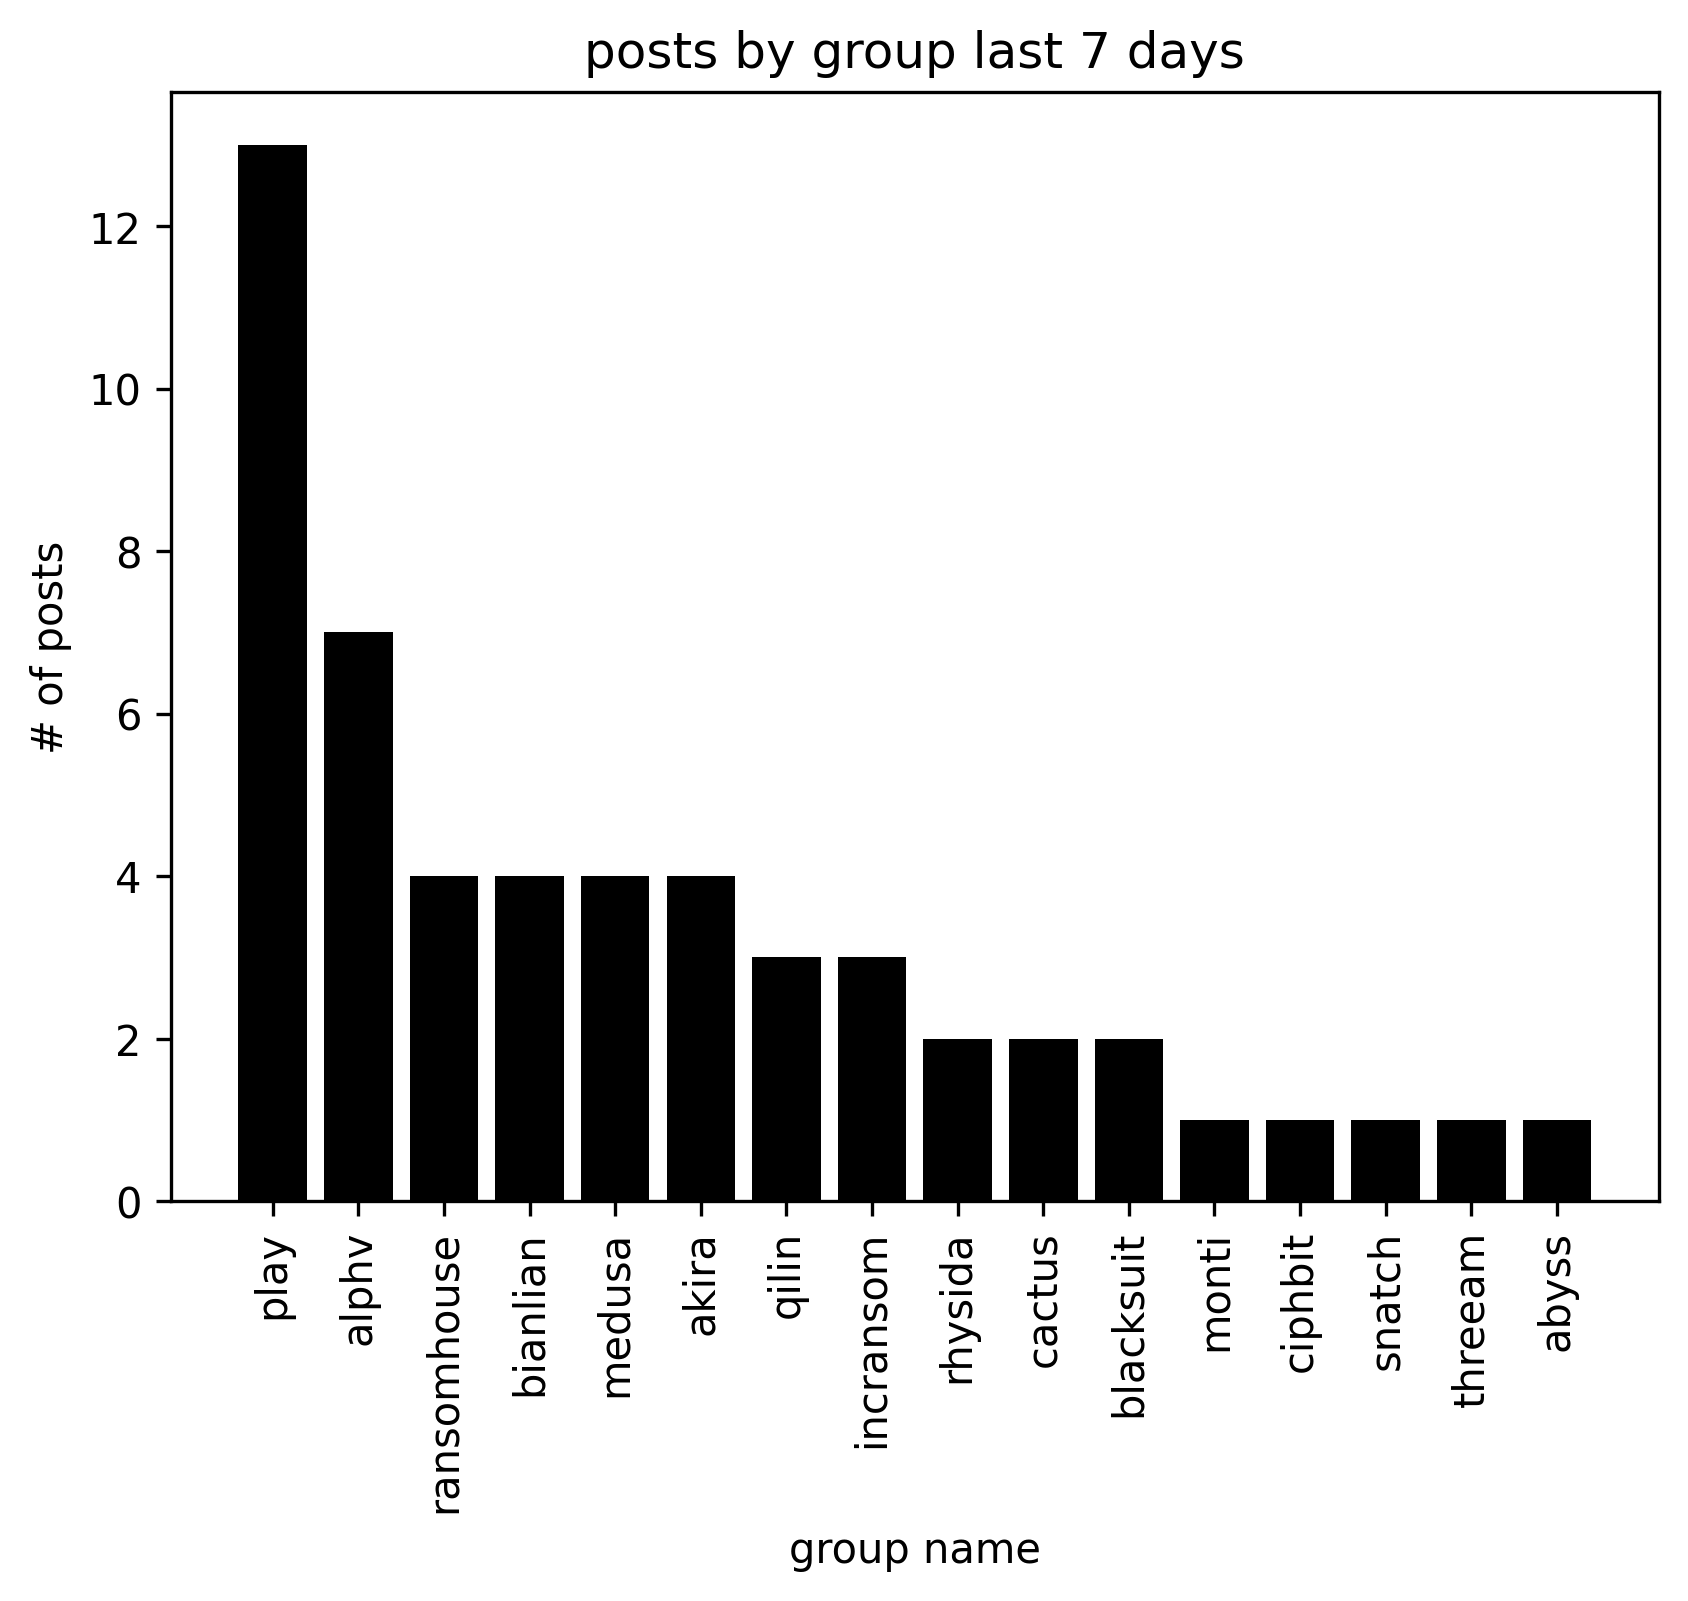 posts by group last 7 days
12
10
8
6
4
2
0
# of posts
play
alphv
ransomhouse
bianlian
medusa
akira
qilin
incransom
rhysida
cactus
blacksuit
monti
ciphbit
snatch
threeam
abyss
group name